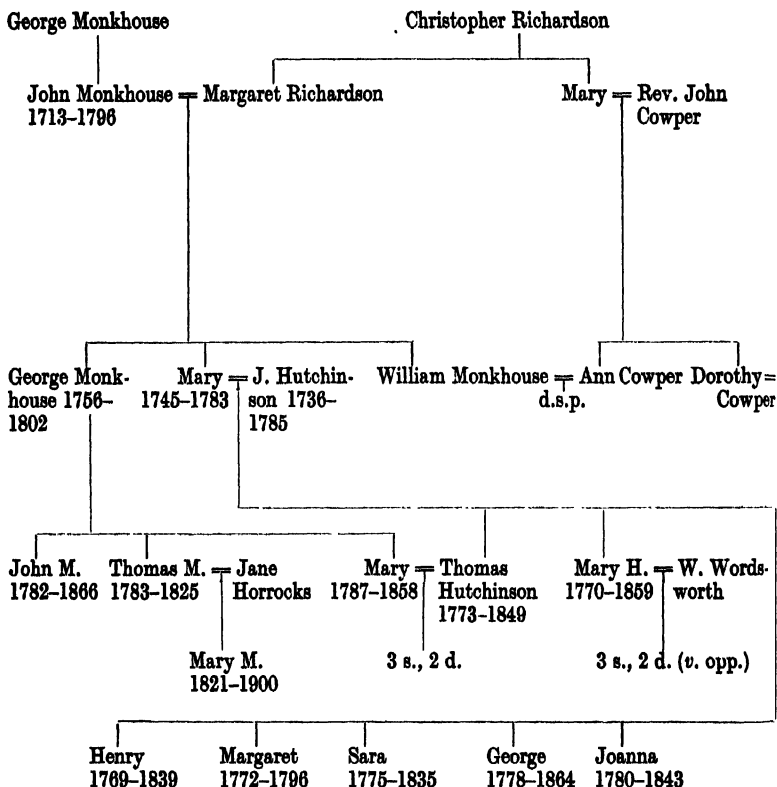 George Monkhouse Christopher Richardson
John Monkhouse = Margaret Richardson Mary = Rev. John
1713–1796 Cowper
George Monk- Mary = J. Hutchin- William Monkhouse = Ann Cowper Dorothy=
house 1756– 1745–1783 son 1736– d.s.p. Cowper
1802 1785
John M. Thomas M. = Jane Mary = Thomas Mary H. = W. Words-
1782–1866 1783–1825 Horrocks 1787–1858 Hutchinson 1770–1859 worth
1773–1849
Mary M. 3 s., 2 d. 3 s., 2 d. (v. opp.)
1821–1900
Henry Margaret Sara George Joanna
1769–1839 1772–1796 1775–1835 1778–1864 1780–1843